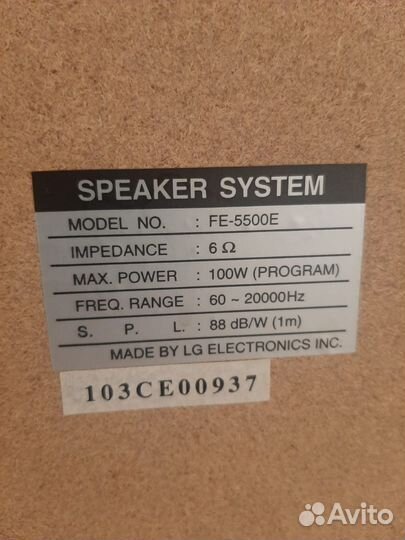 SPEAKER SYSTEM
MODEL NO. : FE-5500E
IMPEDANCE : 6 Ω
MAX. POWER : 100W (PROGRAM)
FREQ. RANGE : 60 ~ 20000Hz
S. P. L. : 88 dB/W (1m)
MADE BY LG ELECTRONICS INC.
103CE00937
Avito